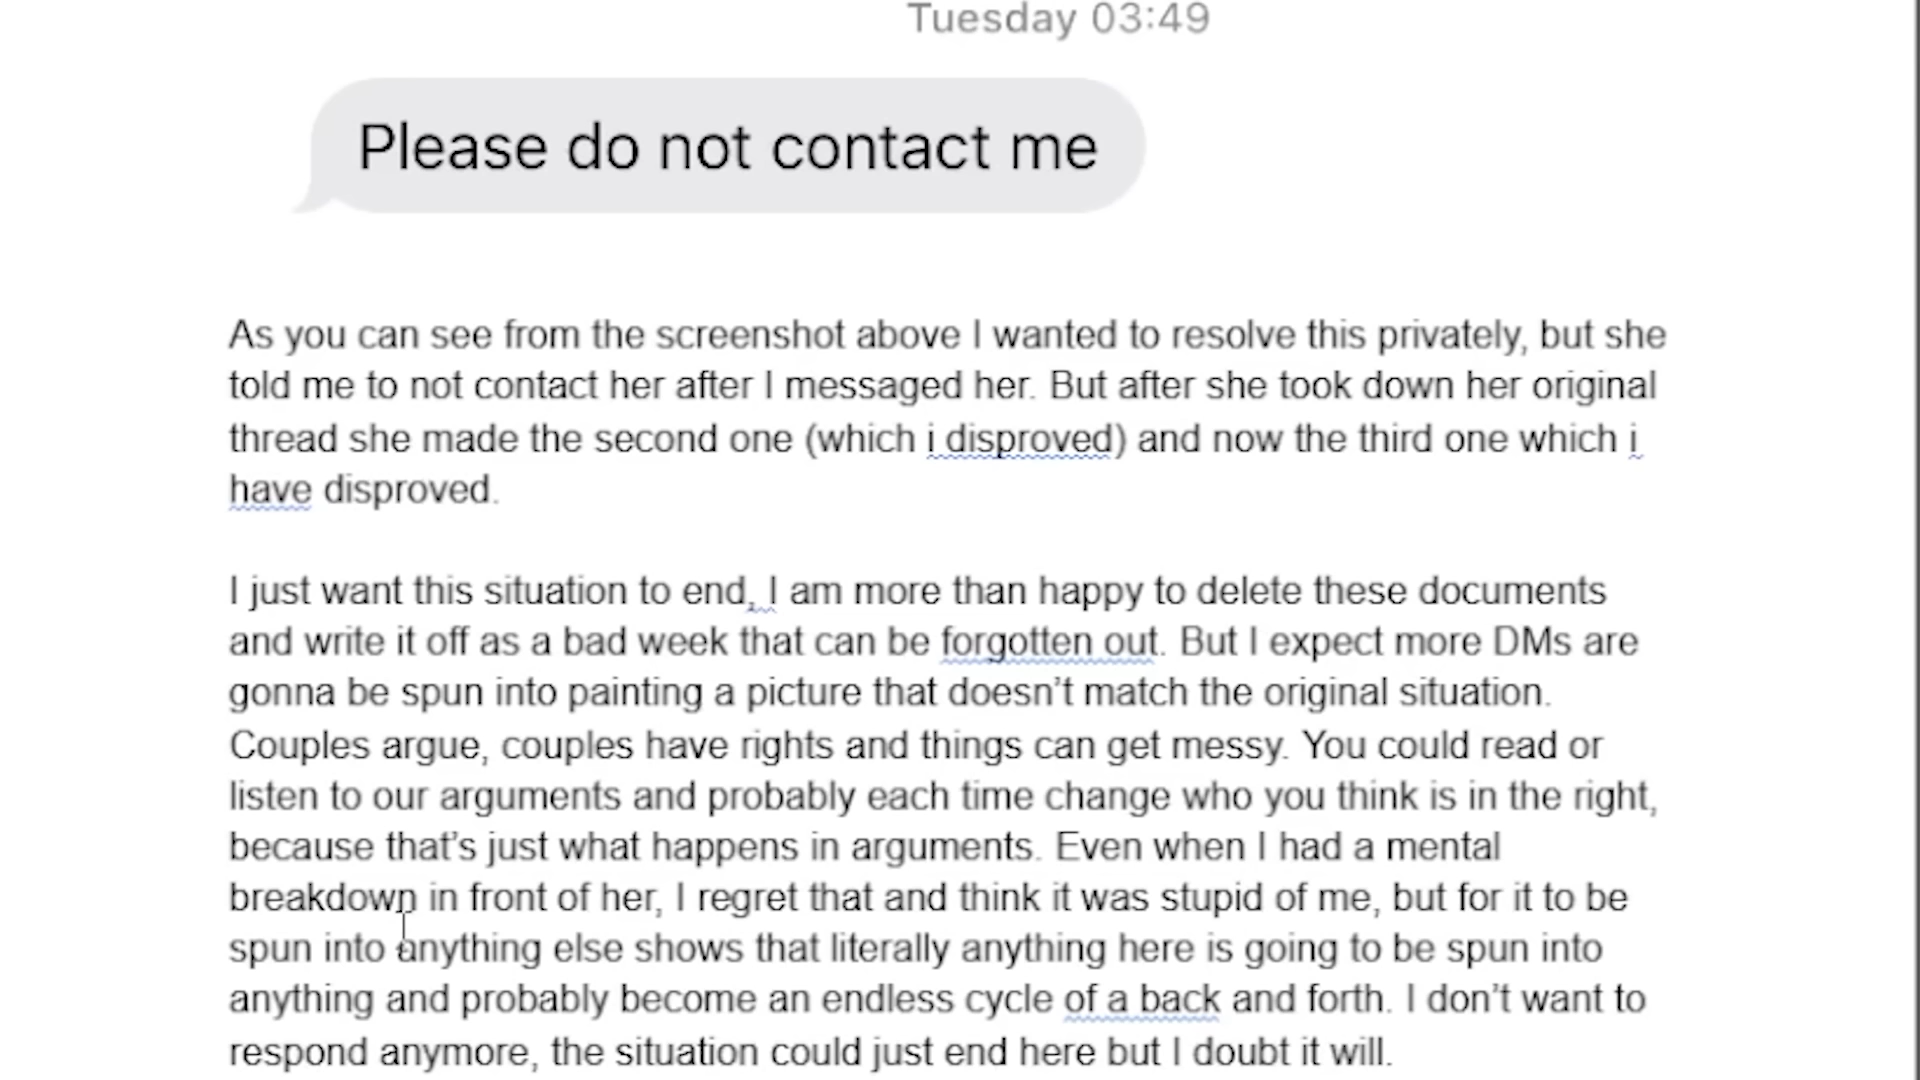 Tuesday 03:49
Please do not contact me
As you can see from the screenshot above I wanted to resolve this privately, but she
told me to not contact her after I messaged her. But after she took down her original
thread she made the second one (which i disproved) and now the third one which i
have disproved.
I just want this situation to end, I am more than happy to delete these documents
and write it off as a bad week that can be forgotten out. But I expect more DMs are
gonna be spun into painting a picture that doesn’t match the original situation.
Couples argue, couples have rights and things can get messy. You could read or
listen to our arguments and probably each time change who you think is in the right,
because that’s just what happens in arguments. Even when I had a mental
breakdown in front of her, I regret that and think it was stupid of me, but for it to be
spun into anything else shows that literally anything here is going to be spun into
anything and probably become an endless cycle of a back and forth. I don’t want to
respond anymore, the situation could just end here but I doubt it will.